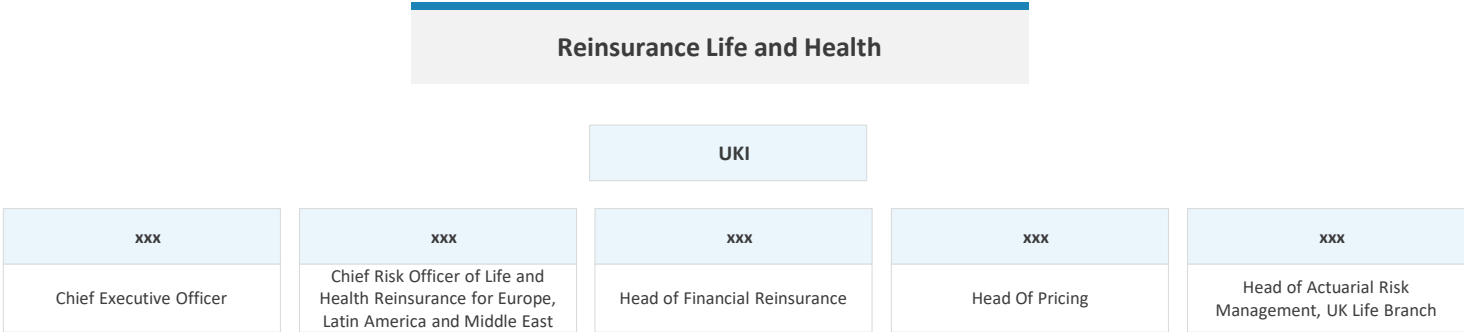 Reinsurance Life and Health
UKI
xxx
Chief Executive Officer
xxx
Chief Risk Officer of Life and
Health Reinsurance for Europe,
Latin America and Middle East
xxx
Head of Financial Reinsurance
xxx
Head Of Pricing
xxx
Head of Actuarial Risk
Management, UK Life Branch